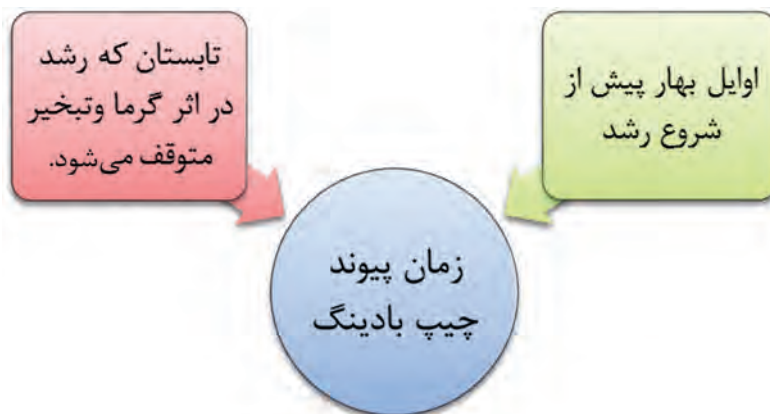 اوایل بهار پیش از
شروع رشد
تابستان که رشد
در اثر گرما وتبخیر
متوقف می‌شود.
زمان پیوند
چیپ بادینگ